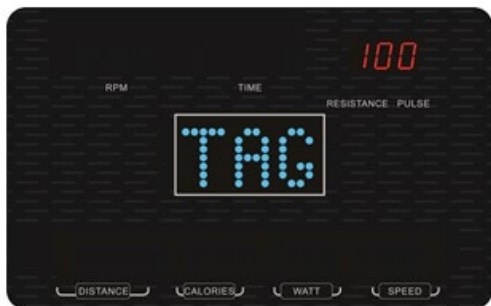 100
RPM TIME
RESISTANCE PULSE
TAG
DISTANCE CALORIES WATT SPEED